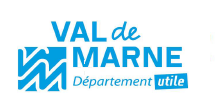 VAL de
MARNE
Département utile